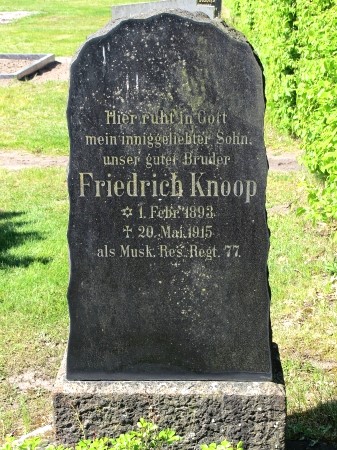 Hier ruht in Gott
mein inniggeliebter Sohn,
unser guter Bruder
Friedrich Knoop
✡ 1. Febr. 1893
✝ 20. Mai. 1915
als Musk. Res. Regt. 77.